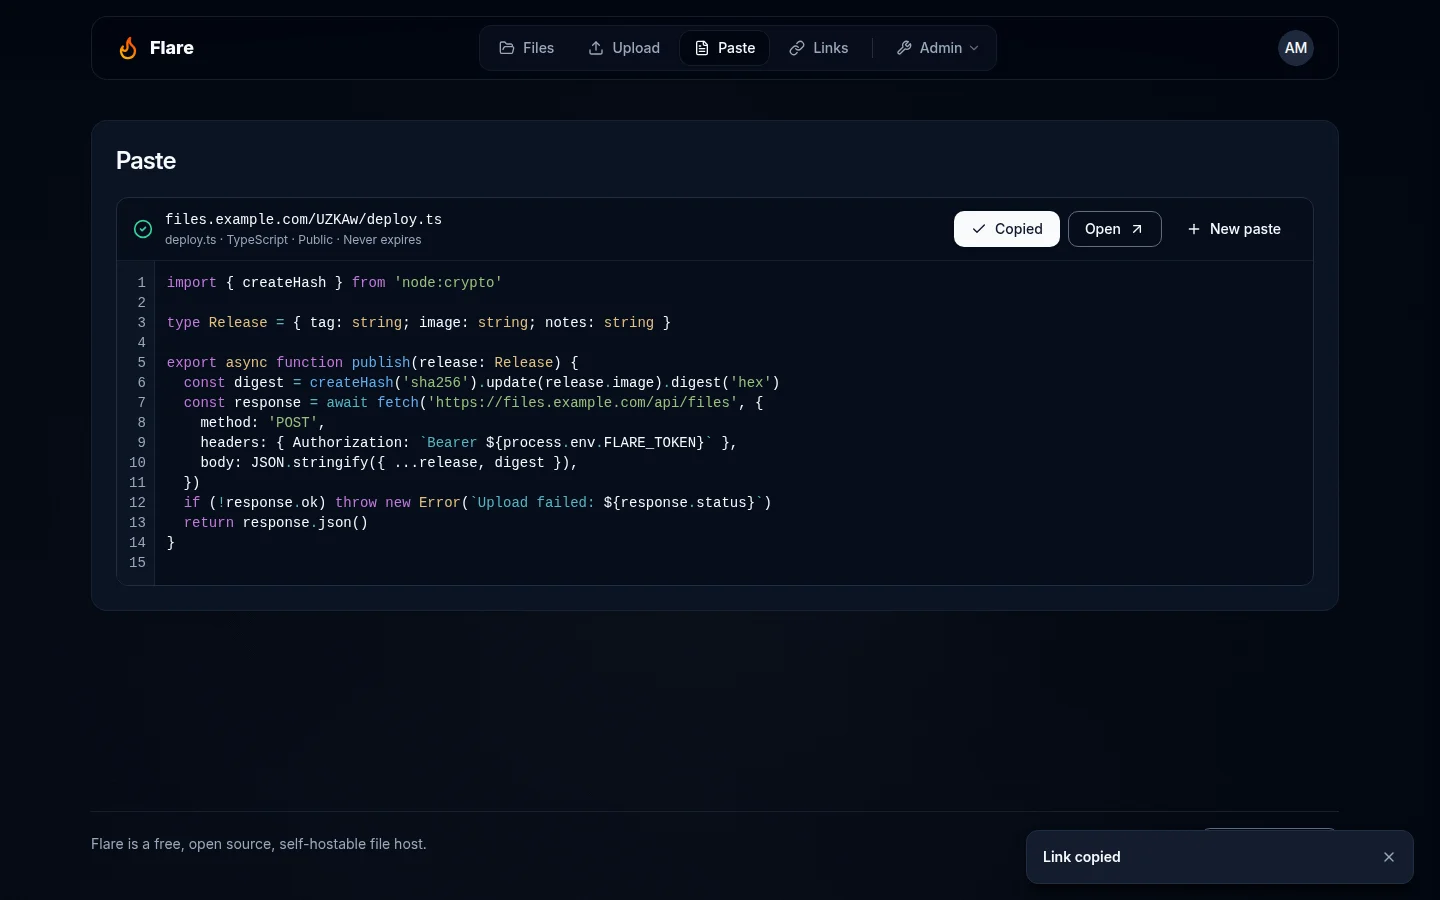 Flare
Files
Upload
Paste
Links
Admin
AM
Paste
files.example.com/UZKAw/deploy.ts
deploy.ts · TypeScript · Public · Never expires
Copied
Open
New paste
1 import { createHash } from 'node:crypto'
2
3 type Release = { tag: string; image: string; notes: string }
4
5 export async function publish(release: Release) {
6   const digest = createHash('sha256').update(release.image).digest('hex')
7   const response = await fetch('https://files.example.com/api/files', {
8     method: 'POST',
9     headers: { Authorization: `Bearer ${process.env.FLARE_TOKEN}` },
10     body: JSON.stringify({ ...release, digest }),
11   })
12   if (!response.ok) throw new Error(`Upload failed: ${response.status}`)
13   return response.json()
14 }
15
Flare is a free, open source, self-hostable file host.
Link copied